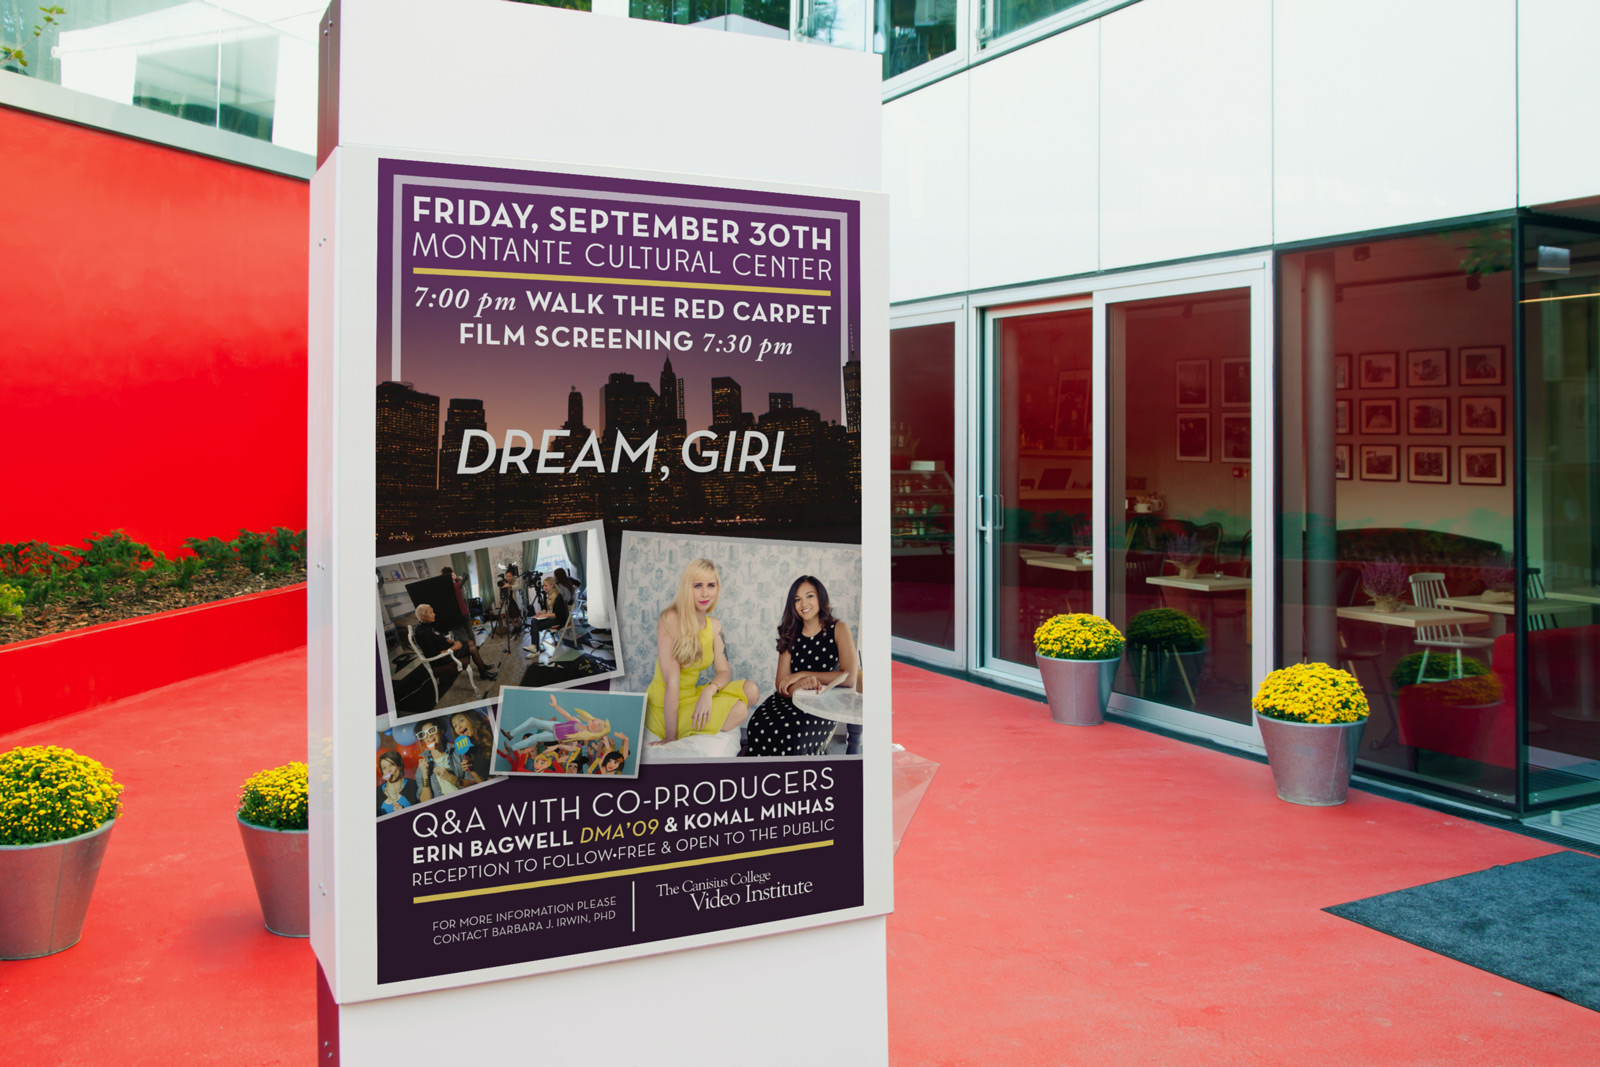 FRIDAY, SEPTEMBER 30TH
MONTANTE CULTURAL CENTER
7:00 pm WALK THE RED CARPET
FILM SCREENING 7:30 pm
DREAM, GIRL
Q&A WITH CO-PRODUCERS
ERIN BAGWELL DMA'09 & KOMAL MINHAS
RECEPTION TO FOLLOW•FREE & OPEN TO THE PUBLIC
FOR MORE INFORMATION PLEASE
CONTACT BARBARA J. IRWIN, PHD
The Canisius College
Video Institute